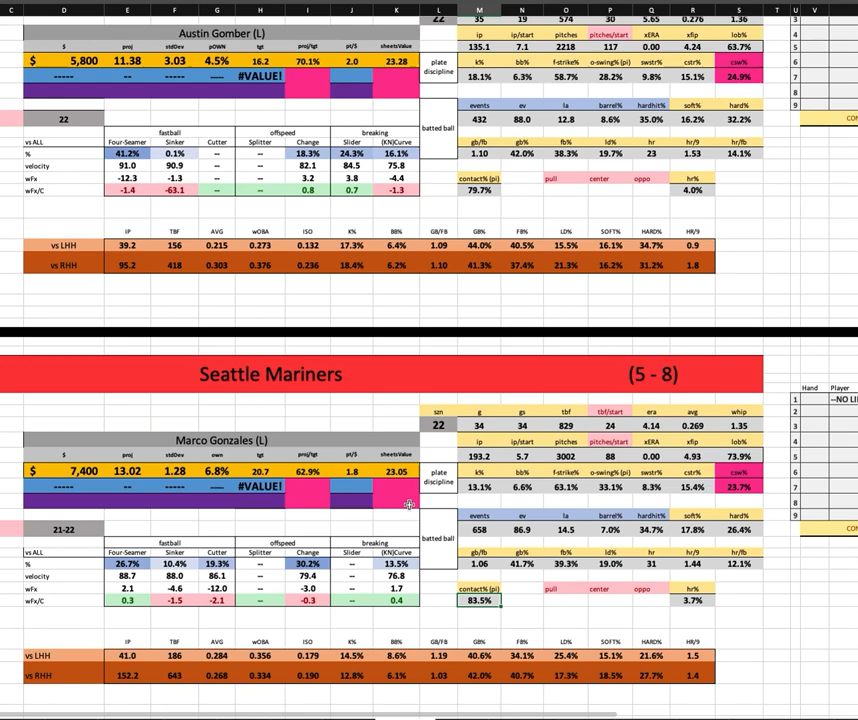 C D E F G H I J K L M N O P Q R S T U V
22 35 19 574 30 5.65 0.276 1.36 3
Austin Gomber (L) ip ip/start pitches pitches/start xERA xfip lob% 4
$ proj stdDev pOWN tgt proj/tgt pt/$ sheetsValue 135.1 7.1 2218 117 0.00 4.24 63.7% 5
$ 5,800 11.38 3.03 4.5% 16.2 70.1% 2.0 23.28 plate discipline k% bb% f-strike% o-swing% (pi) swstr% cstr% csw% 6
----- --- ---- ---- #VALUE! 18.1% 6.3% 58.7% 28.2% 9.8% 15.1% 24.9% 7
8
batted ball events ev la barrel% hardhit% soft% hard% 9
22 432 88.0 12.8 8.6% 35.0% 16.2% 32.2% CON
fastball offspeed breaking
vs ALL Four-Seamer Sinker Cutter Splitter Change Slider (KN)Curve gb/fb gb% fb% ld% hr hr/9 hr/fb
% 41.2% 0.1% -- -- 18.3% 24.3% 16.1% 1.10 42.0% 38.3% 19.7% 23 1.53 14.1%
velocity 91.0 90.9 -- -- 82.1 84.5 75.8
wFx -12.3 -1.3 -- -- 3.2 3.8 -4.4 contact% (pi) pull center oppo hr%
wFx/C -1.4 -63.1 -- -- 0.8 0.7 -1.3 79.7% 4.0%
IP TBF AVG wOBA ISO K% BB% GB/FB GB% FB% LD% SOFT% HARD% HR/9
vs LHH 39.2 156 0.215 0.273 0.132 17.3% 6.4% 1.09 44.0% 40.5% 15.5% 16.7% 34.7% 0.9
vs RHH 95.2 418 0.303 0.376 0.236 18.4% 6.2% 1.10 41.3% 37.4% 21.3% 16.2% 31.2% 1.8
Seattle Mariners (5 - 8)
Hand Player
1 --NO LI
szn g gs tbf tbf/start era avg whip 2
22 34 34 829 24 4.14 0.269 1.35 3
Marco Gonzales (L) ip ip/start pitches pitches/start xERA xfip lob% 4
$ proj stdDev own tgt proj/tgt pt/$ sheetsValue 193.2 5.7 3002 88 0.00 4.93 73.9% 5
$ 7,400 13.02 1.28 6.8% 20.7 62.9% 1.8 23.05 plate discipline k% bb% f-strike% o-swing% (pi) swstr% cstr% csw% 6
----- --- ---- ---- #VALUE! 13.1% 6.6% 63.1% 33.1% 8.3% 15.4% 23.7% 7
8
batted ball events ev la barrel% hardhit% soft% hard% 9
21-22 658 86.9 14.5 7.0% 34.7% 17.8% 26.4% CON
fastball offspeed breaking
vs ALL Four-Seamer Sinker Cutter Splitter Change Slider (KN)Curve gb/fb gb% fb% ld% hr hr/9 hr/fb
% 26.7% 10.4% 19.3% -- 30.2% -- 13.5% 1.06 41.7% 39.3% 19.0% 31 1.44 12.1%
velocity 88.7 88.0 86.1 -- 79.4 -- 76.8
wFx 2.1 -4.6 -12.0 -- -3.0 -- 1.7 contact% (pi) pull center oppo hr%
wFx/C 0.3 -1.5 -2.1 -- -0.3 -- 0.4 83.5% 3.7%
IP TBF AVG wOBA ISO K% BB% GB/FB GB% FB% LD% SOFT% HARD% HR/9
vs LHH 41.0 186 0.284 0.356 0.179 14.5% 8.6% 1.19 40.6% 34.1% 25.4% 15.1% 21.6% 1.5
vs RHH 152.2 643 0.268 0.334 0.190 12.8% 6.1% 1.03 42.0% 40.7% 17.3% 18.5% 27.7% 1.4